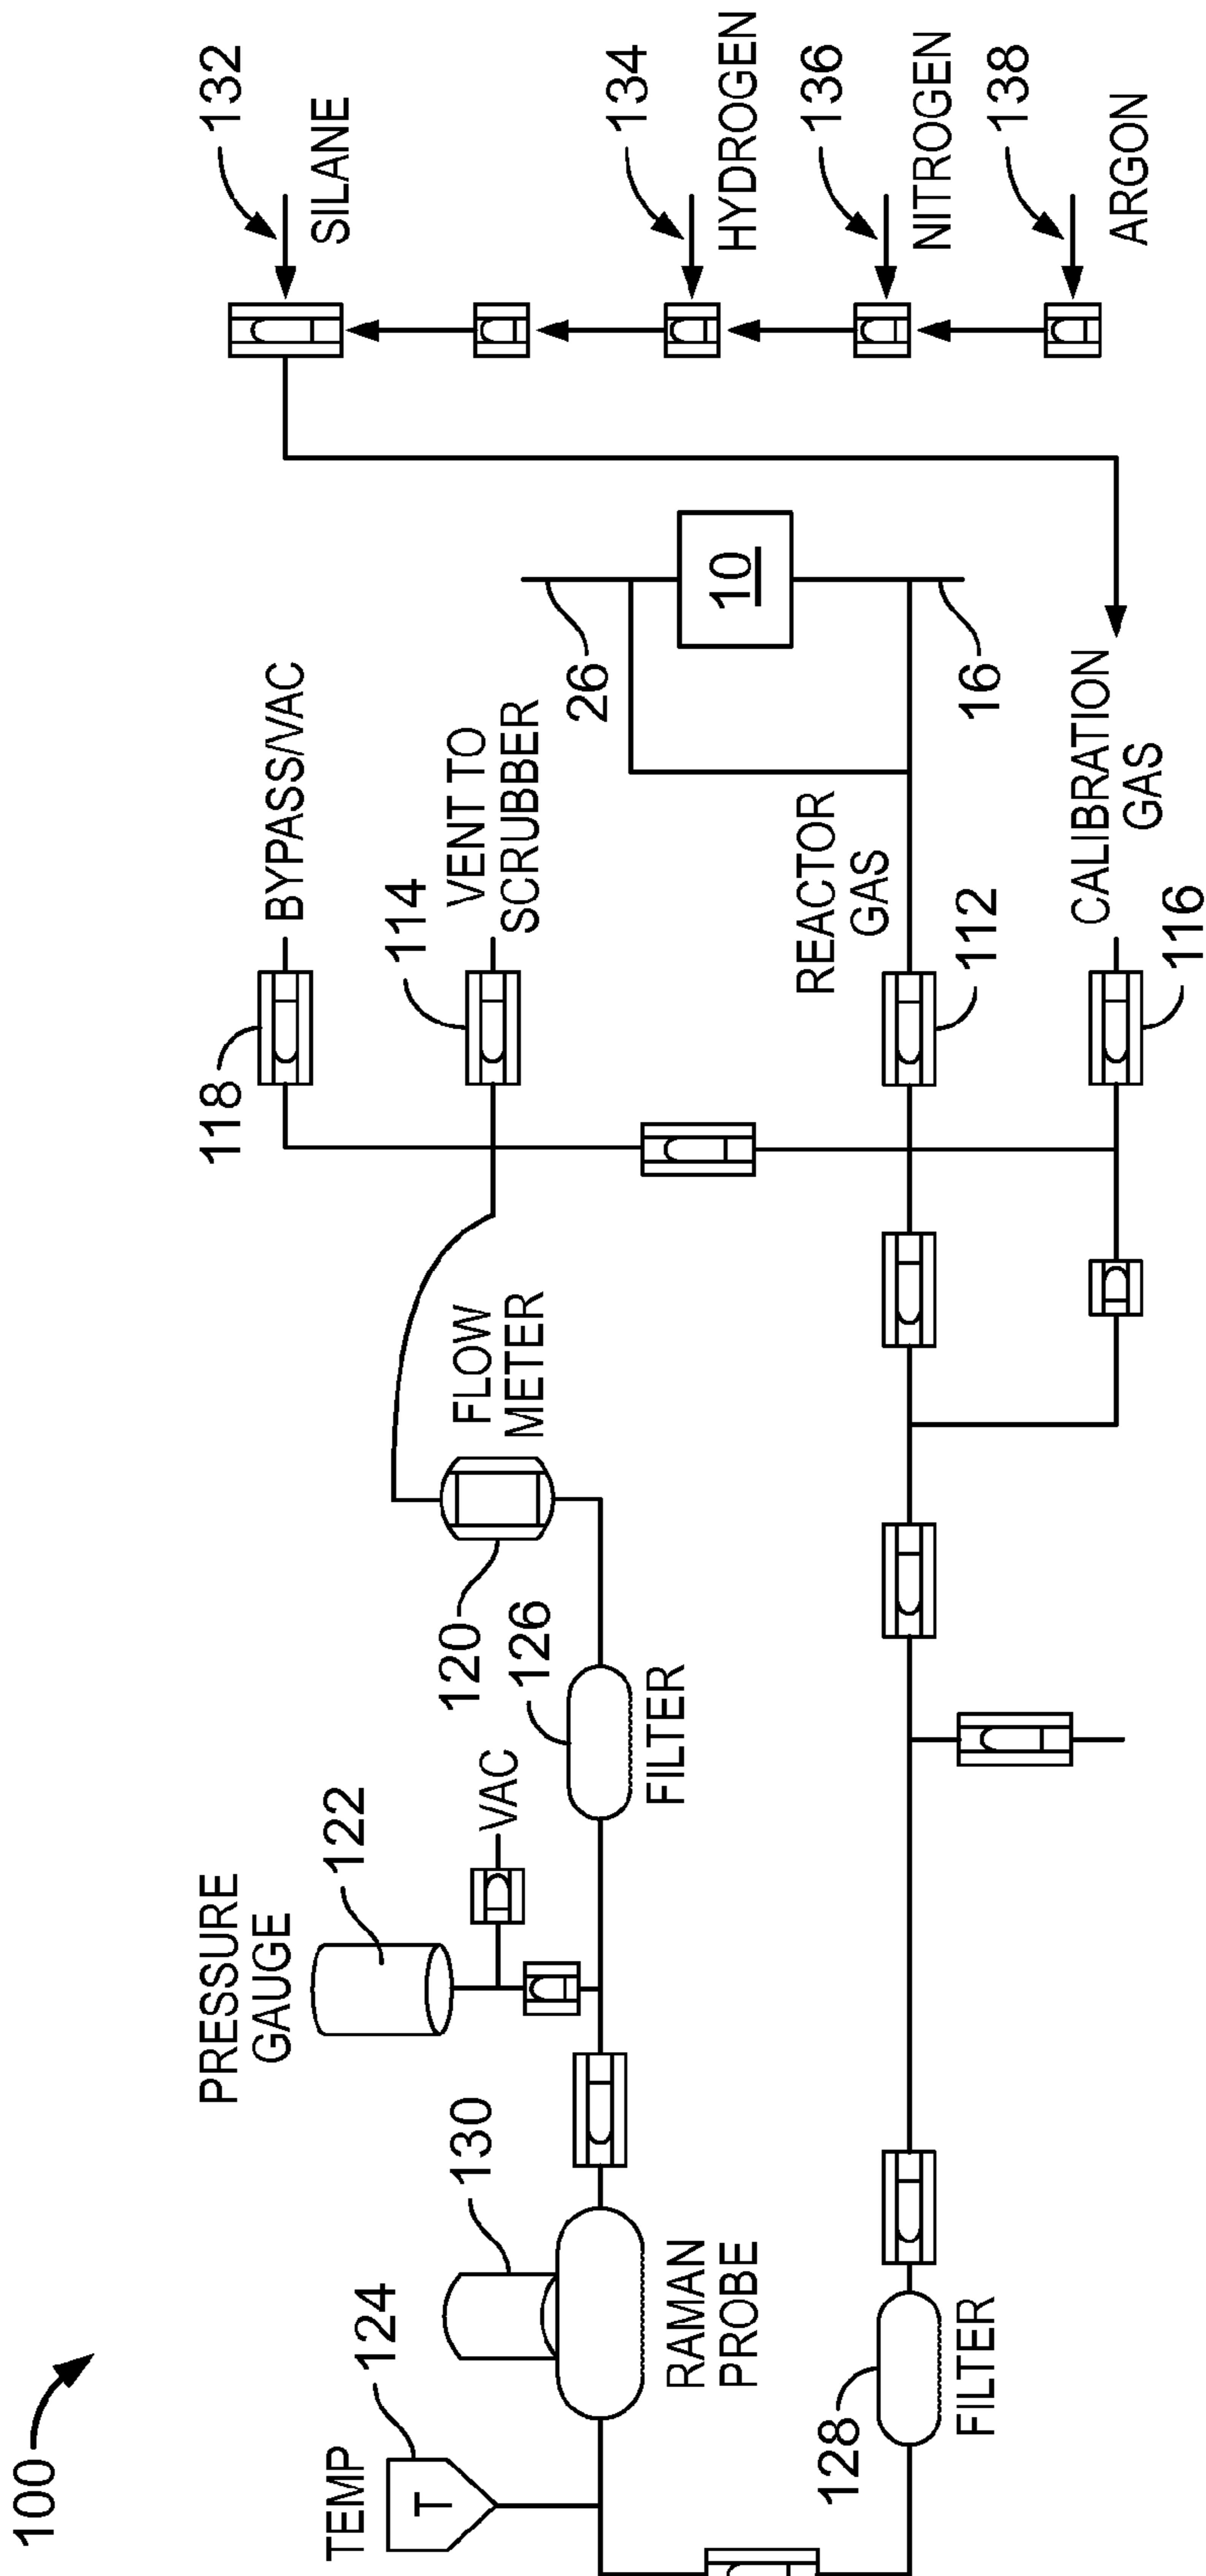 100
TEMP
124
T
130
RAMAN
PROBE
PRESSURE
GAUGE
122
VAC
126
FILTER
120
FLOW
METER
118
BYPASS/VAC
114
VENT TO
SCRUBBER
26
10
16
REACTOR
GAS
112
CALIBRATION
GAS
116
128
FILTER
132
SILANE
134
HYDROGEN
136
NITROGEN
138
ARGON